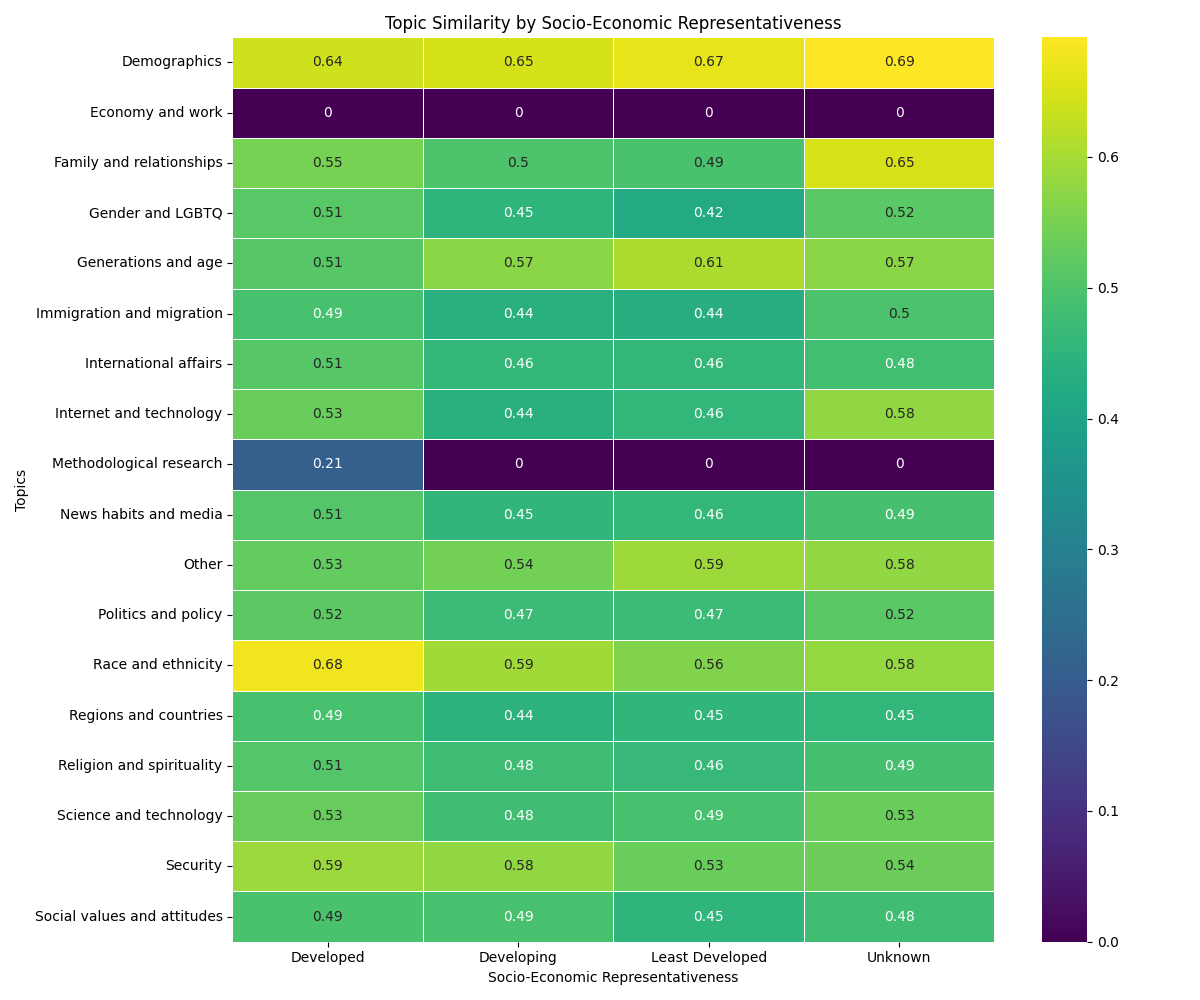 Topic Similarity by Socio-Economic Representativeness
Demographics 0.64 0.65 0.67 0.69
Economy and work 0 0 0 0
Family and relationships 0.55 0.5 0.49 0.65
Gender and LGBTQ 0.51 0.45 0.42 0.52
Generations and age 0.51 0.57 0.61 0.57
Immigration and migration 0.49 0.44 0.44 0.5
International affairs 0.51 0.46 0.46 0.48
Internet and technology 0.53 0.44 0.46 0.58
Methodological research 0.21 0 0 0
News habits and media 0.51 0.45 0.46 0.49
Other 0.53 0.54 0.59 0.58
Politics and policy 0.52 0.47 0.47 0.52
Race and ethnicity 0.68 0.59 0.56 0.58
Regions and countries 0.49 0.44 0.45 0.45
Religion and spirituality 0.51 0.48 0.46 0.49
Science and technology 0.53 0.48 0.49 0.53
Security 0.59 0.58 0.53 0.54
Social values and attitudes 0.49 0.49 0.45 0.48
Developed Developing Least Developed Unknown
Socio-Economic Representativeness
Topics
0.6
0.5
0.4
0.3
0.2
0.1
0.0